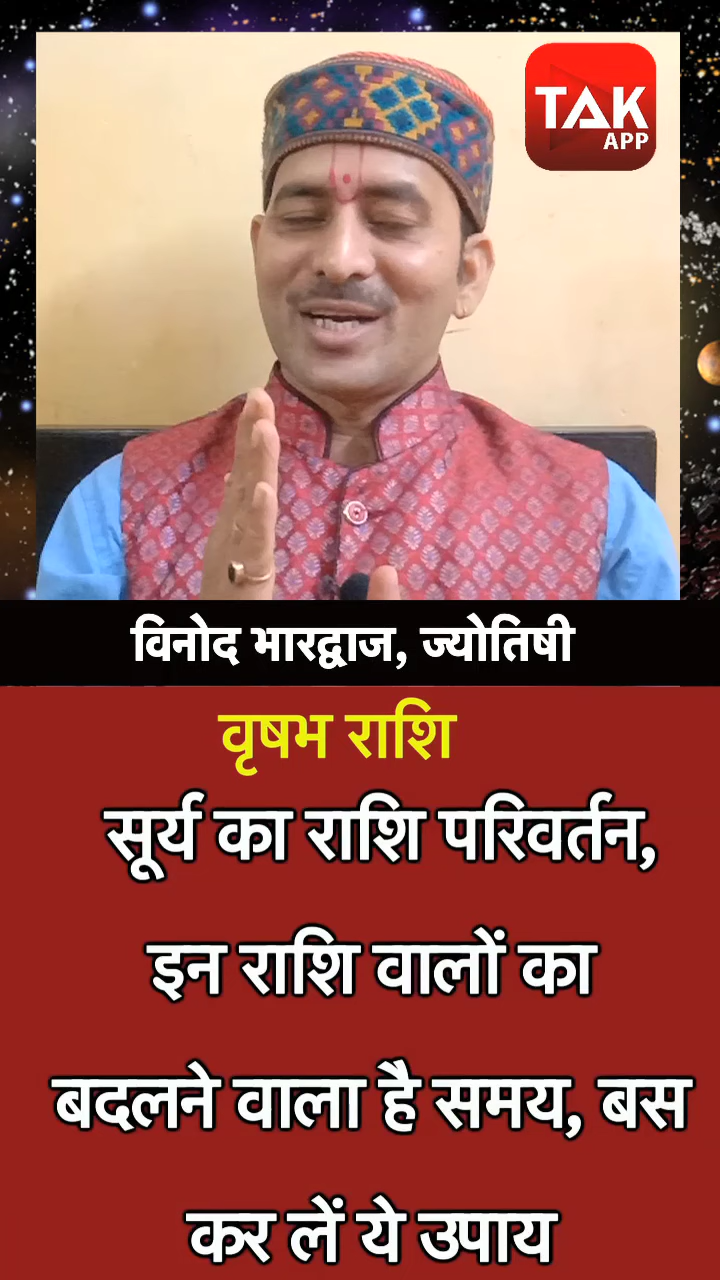 TAK
APP
विनोद भारद्वाज, ज्योतिषी
वृषभ राशि
सूर्य का राशि परिवर्तन,
इन राशि वालों का
बदलने वाला है समय, बस
कर लें ये उपाय